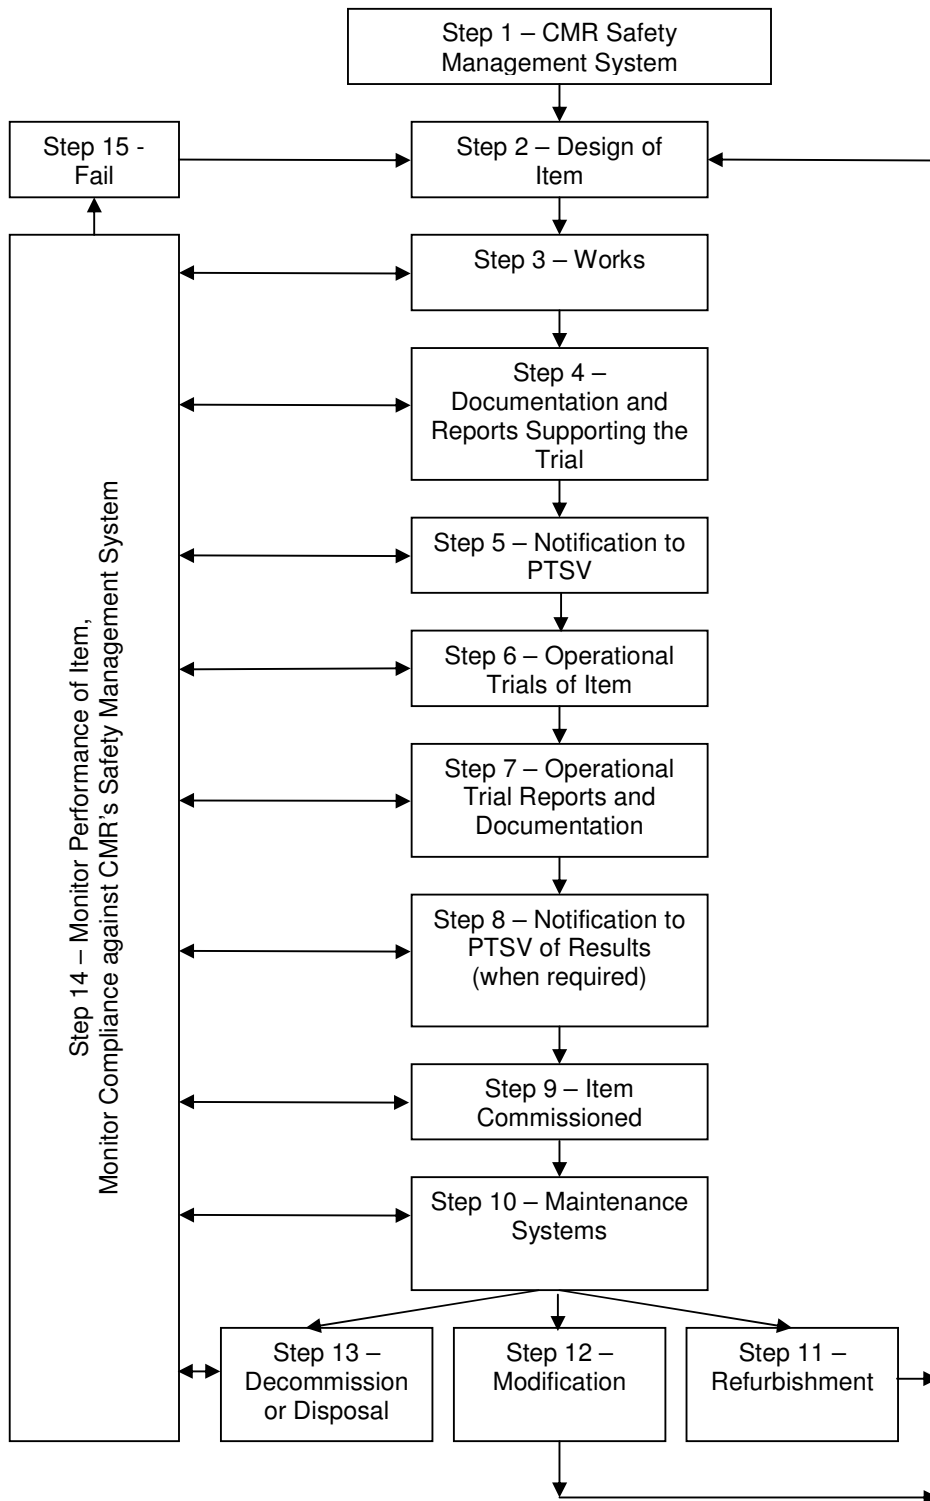 Step 1 – CMR Safety
Management System
Step 15 -
Fail
Step 2 – Design of
Item
Step 3 – Works
Step 4 –
Documentation and
Reports Supporting the
Trial
Step 5 – Notification to
PTSV
Step 6 – Operational
Trials of Item
Step 7 – Operational
Trial Reports and
Documentation
Step 8 – Notification to
PTSV of Results
(when required)
Step 9 – Item
Commissioned
Step 10 – Maintenance
Systems
Step 14 – Monitor Performance of Item,
Monitor Compliance against CMR's Safety Management System
Step 13 –
Decommission
or Disposal
Step 12 –
Modification
Step 11 –
Refurbishment